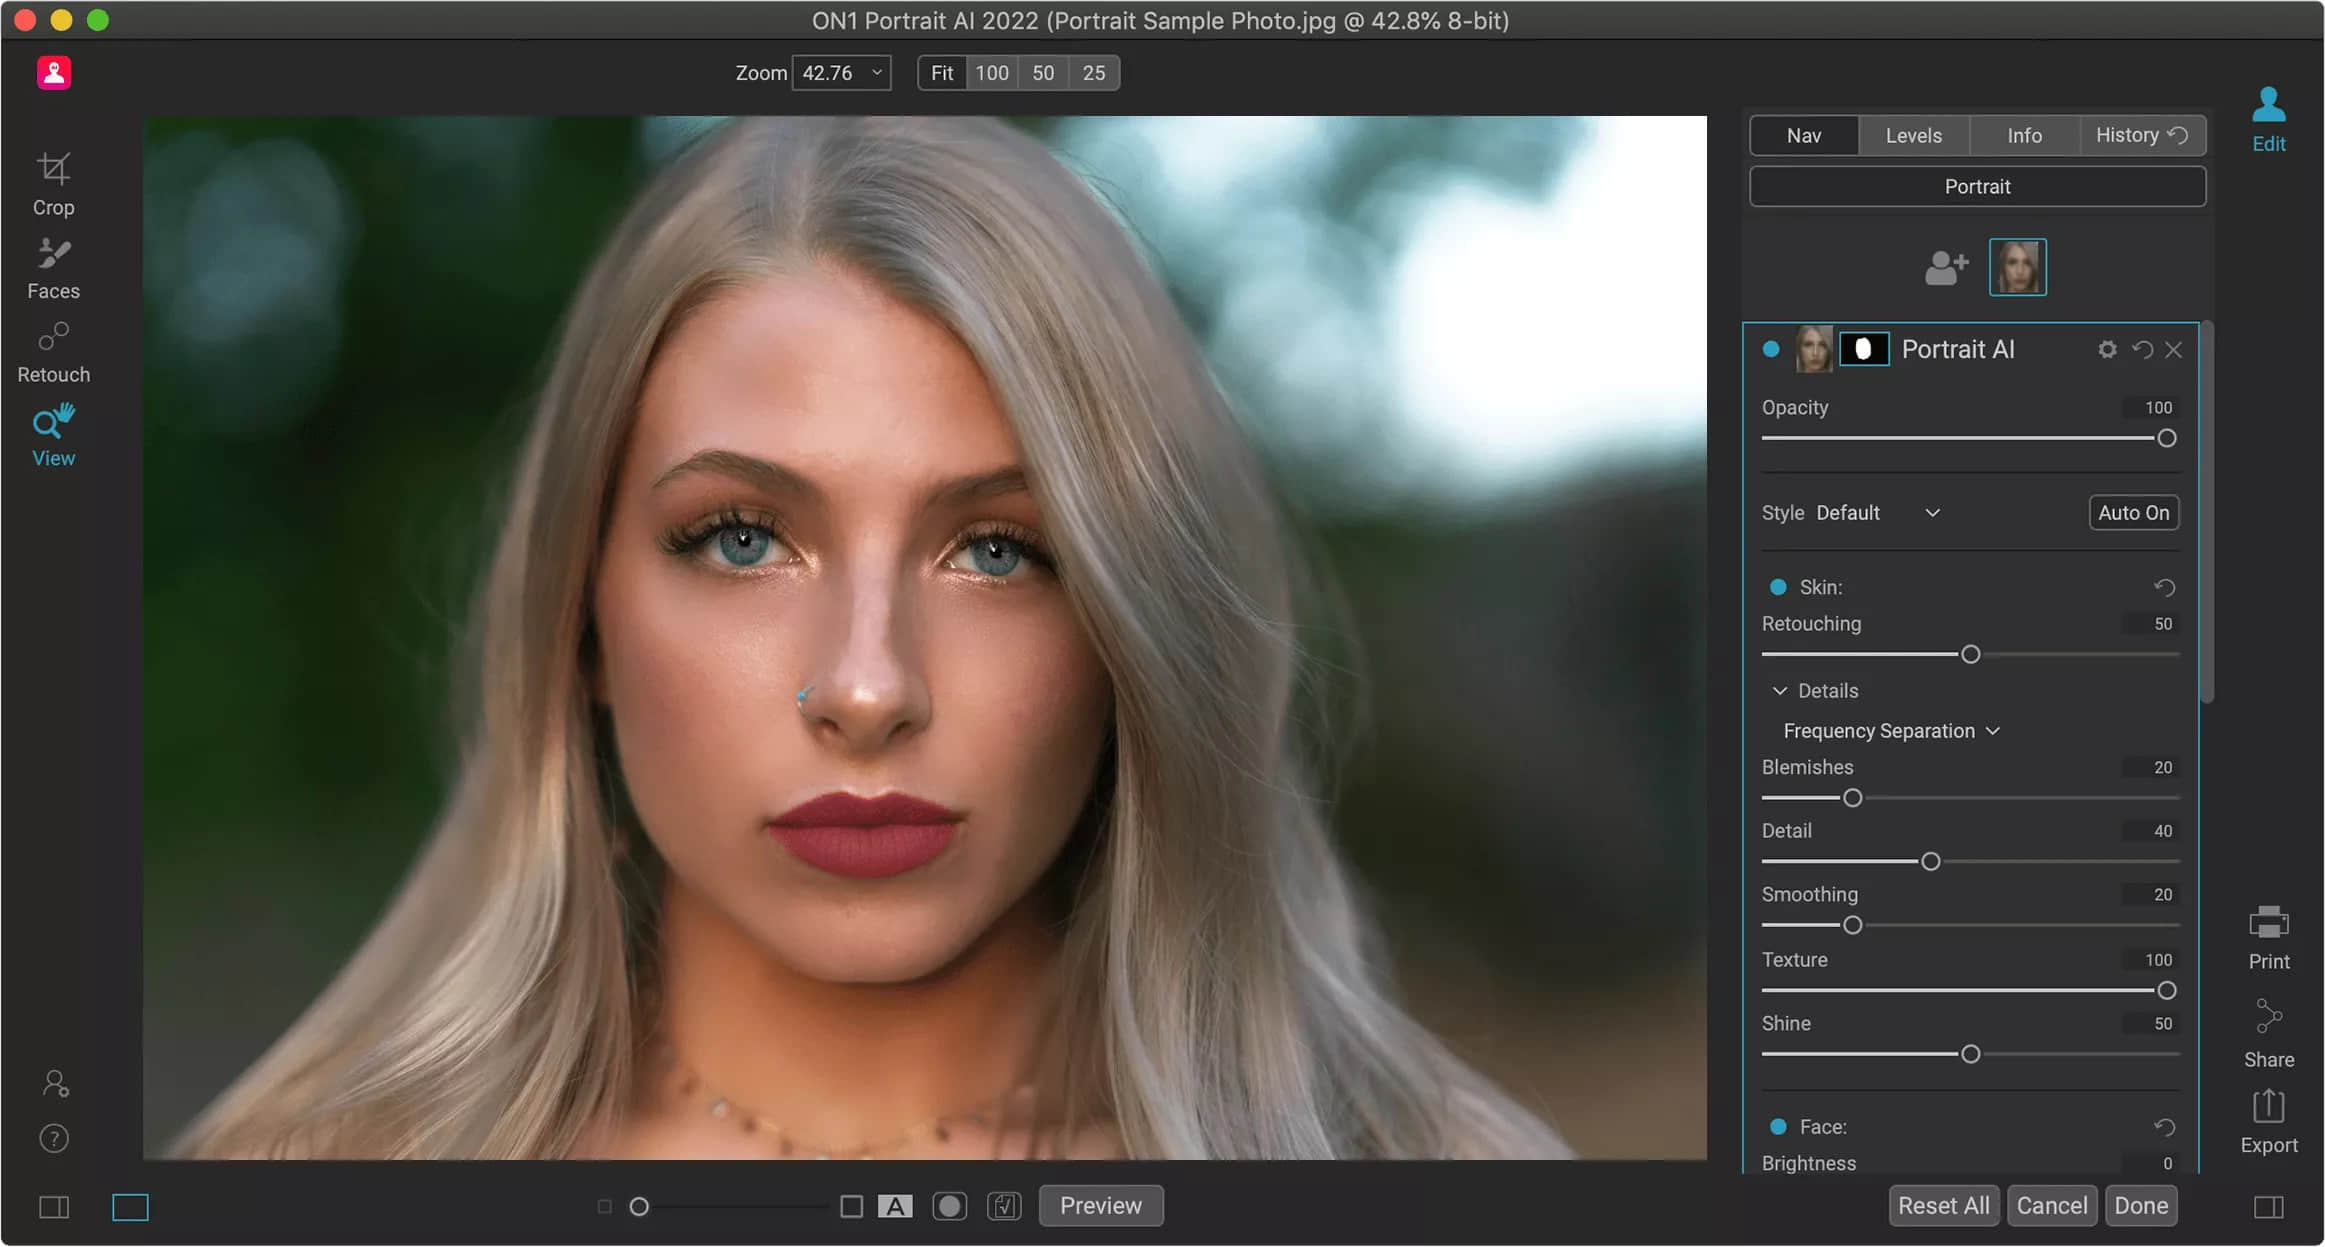 ON1 Portrait AI 2022 (Portrait Sample Photo.jpg @ 42.8% 8-bit)
Zoom 42.76 Fit 100 50 25
Crop
Faces
Retouch
View
Nav Levels Info History
Portrait
Portrait AI
Opacity 100
Style Default Auto On
Skin:
Retouching 50
Details
Frequency Separation
Blemishes 20
Detail 40
Smoothing 20
Texture 100
Shine 50
Face:
Brightness 0
Edit
Print
Share
Export
?
A Preview
Reset All Cancel Done